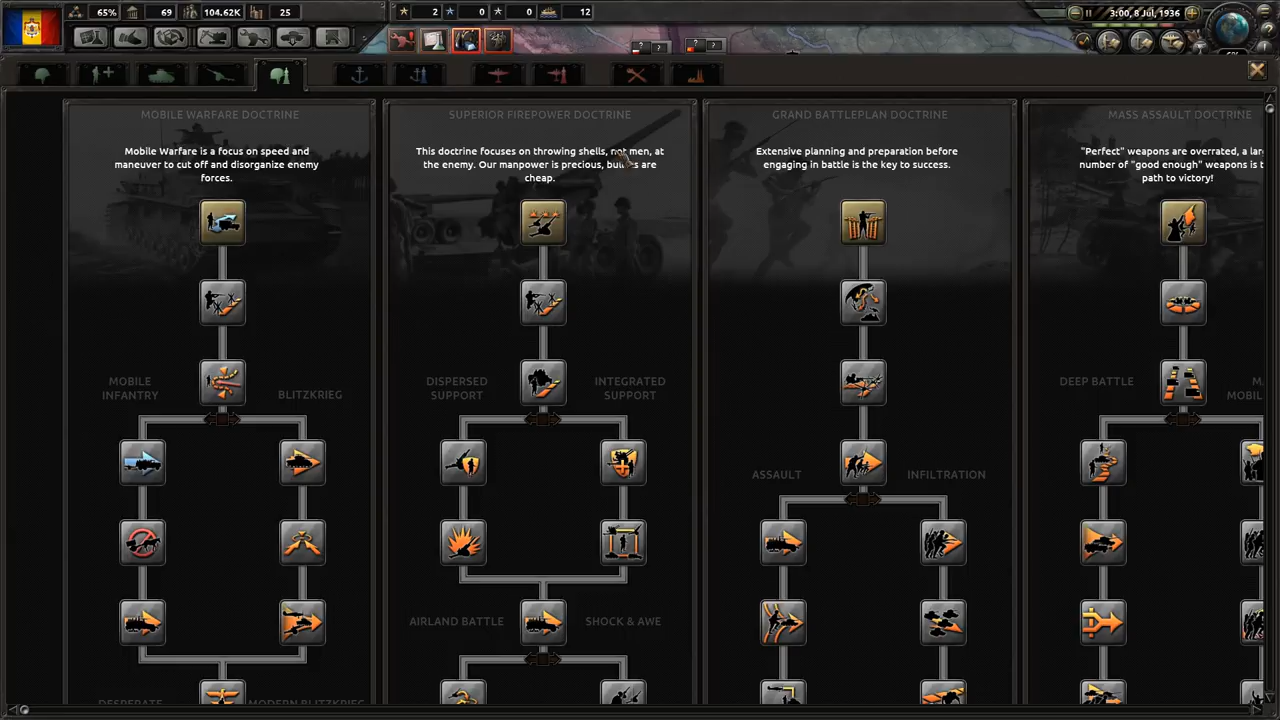 65%
69
104.62K
25
2
0
0
12
3:00, 8 Jul, 1936
MOBILE WARFARE DOCTRINE
Mobile Warfare is a focus on speed and
maneuver to cut off and disorganize enemy
forces.
MOBILE
INFANTRY
BLITZKRIEG
DESPERATE
MODERN BLITZKRIEG
SUPERIOR FIREPOWER DOCTRINE
This doctrine focuses on throwing shells, not men, at
the enemy. Our manpower is precious, bullets are
cheap.
DISPERSED
SUPPORT
INTEGRATED
SUPPORT
AIRLAND BATTLE
SHOCK & AWE
GRAND BATTLEPLAN DOCTRINE
Extensive planning and preparation before
engaging in battle is the key to success.
ASSAULT
INFILTRATION
MASS ASSAULT DOCTRINE
"Perfect" weapons are overrated, a lar
number of "good enough" weapons is t
path to victory!
DEEP BATTLE
M
MOBIL